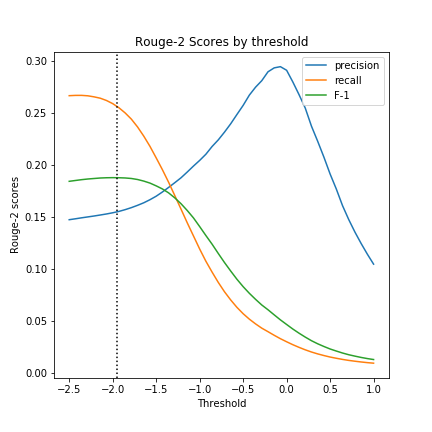 Rouge-2 Scores by threshold
precision
recall
F-1
0.30
0.25
0.20
0.15
0.10
0.05
0.00
Rouge-2 scores
−2.5 −2.0 −1.5 −1.0 −0.5 0.0 0.5 1.0
Threshold